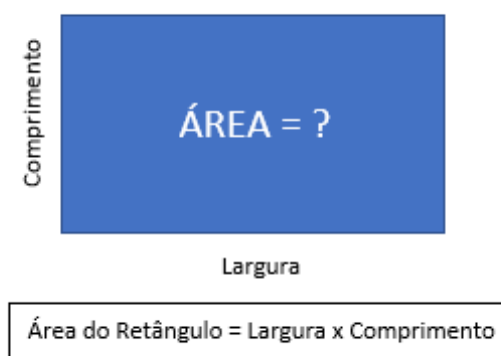 Comprimento
ÁREA = ?
Largura
Área do Retângulo = Largura x Comprimento